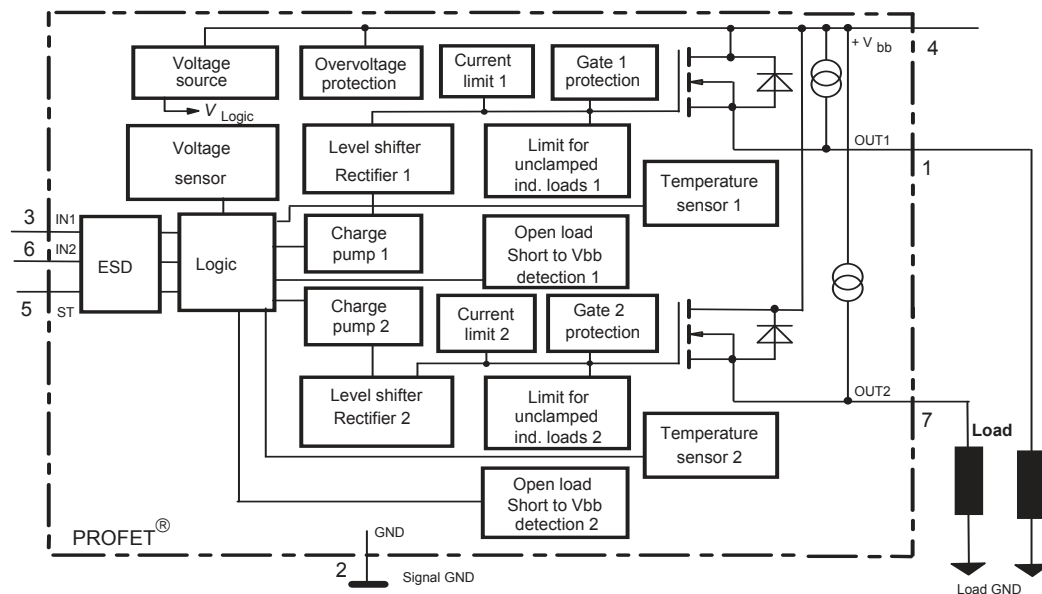 + V bb
4
Voltage
source
Overvoltage
protection
Current
limit 1
Gate 1
protection
V Logic
Voltage
sensor
Level shifter
Rectifier 1
Limit for
unclamped
ind. loads 1
OUT1
1
Temperature
sensor 1
3
IN1
6
IN2
5
ST
ESD
Logic
Charge
pump 1
Open load
Short to Vbb
detection 1
Charge
pump 2
Current
limit 2
Gate 2
protection
Level shifter
Rectifier 2
Limit for
unclamped
ind. loads 2
OUT2
7
Load
Temperature
sensor 2
Open load
Short to Vbb
detection 2
PROFET®
GND
2
Signal GND
Load GND